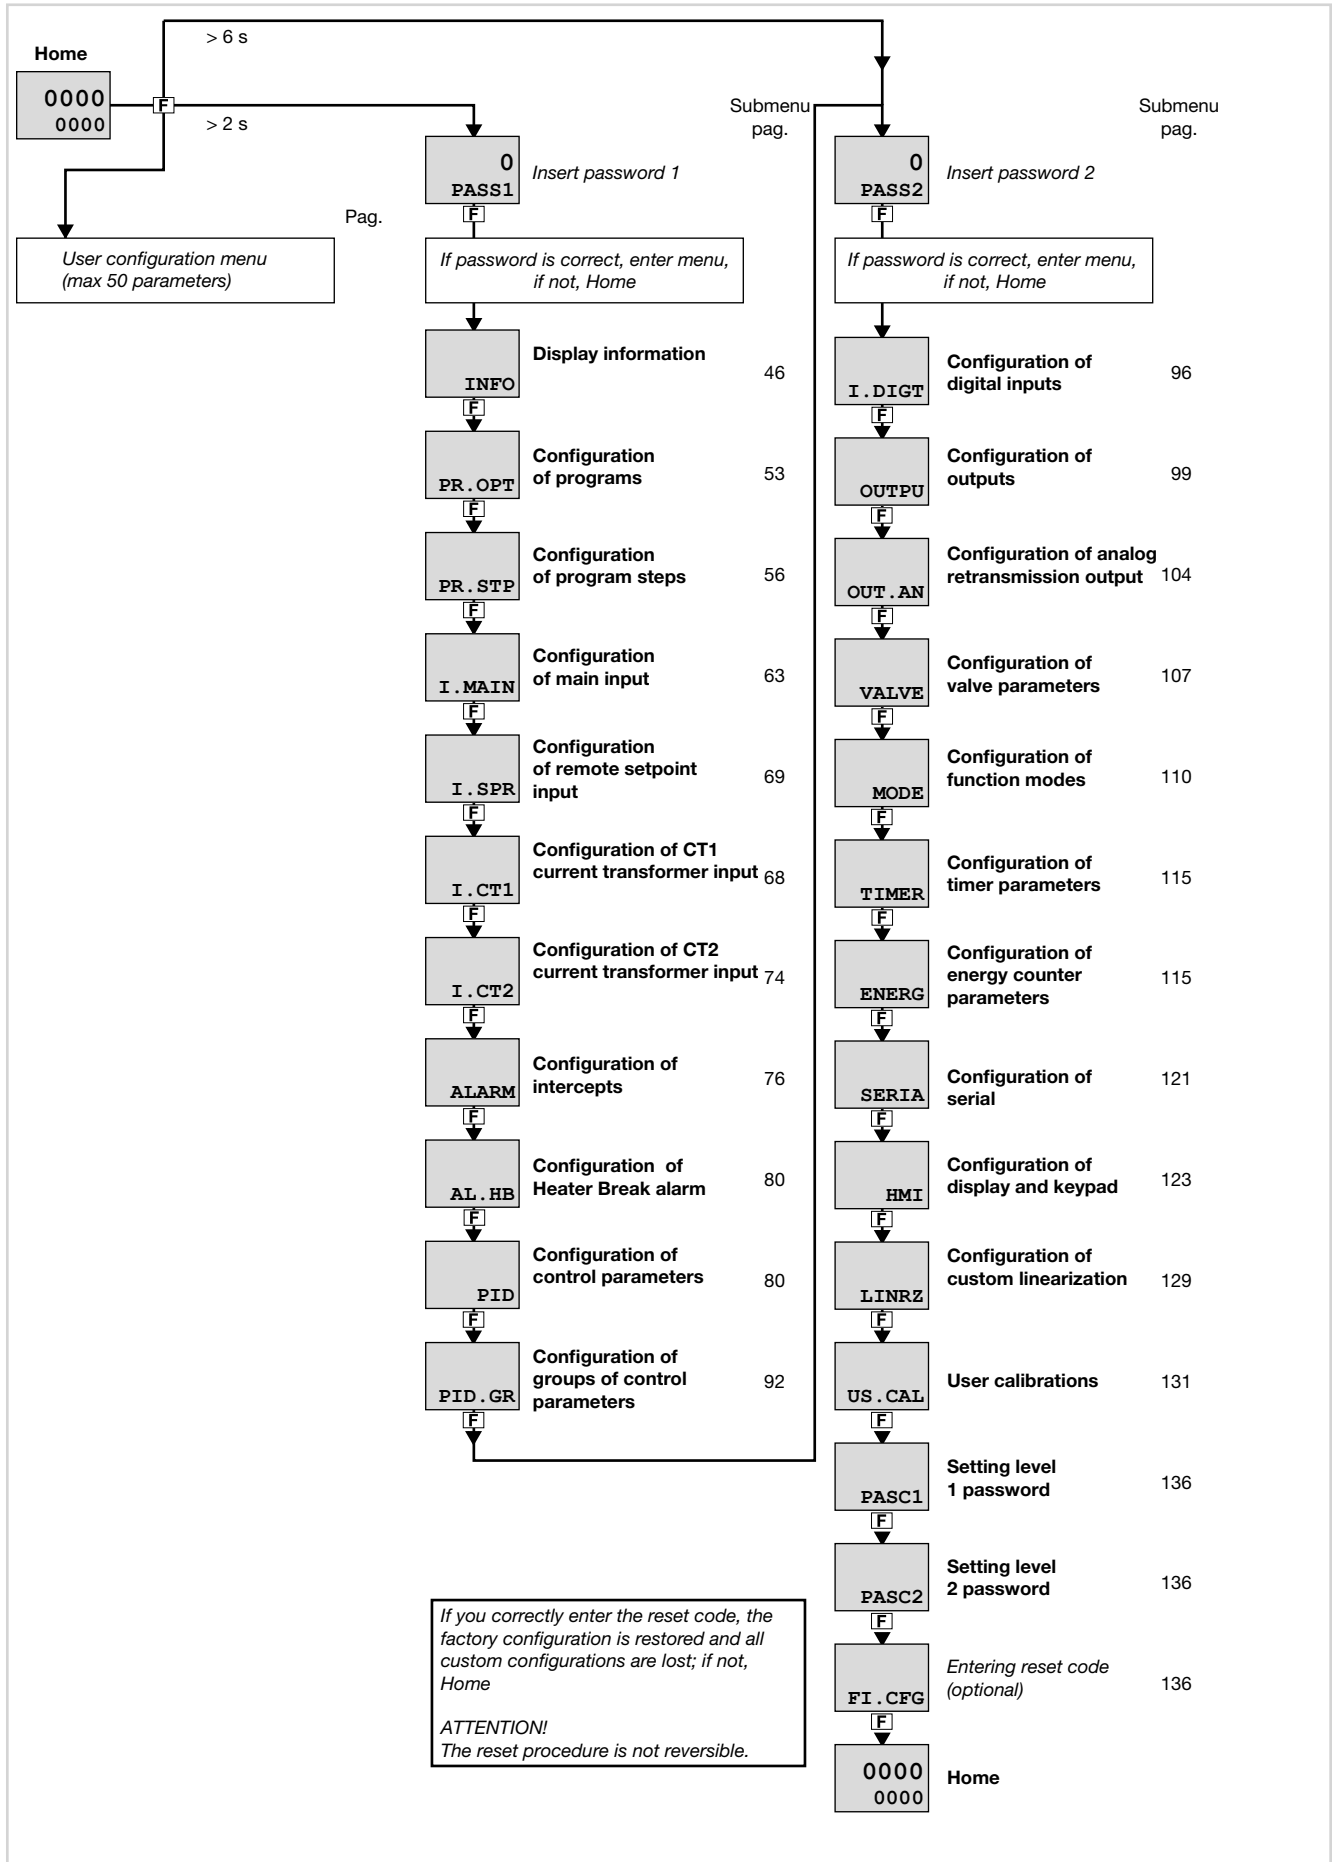 > 6 s
Home
0000
0000
F
> 2 s
Pag.
User configuration menu
(max 50 parameters)
Submenu
pag.
0
PASS1
Insert password 1
F
If password is correct, enter menu,
if not, Home
INFO
Display information
46
F
PR.OPT
Configuration
of programs
53
F
PR.STP
Configuration
of program steps
56
F
I.MAIN
Configuration
of main input
63
F
I.SPR
Configuration
of remote setpoint
input
69
F
I.CT1
Configuration of CT1
current transformer input
68
F
I.CT2
Configuration of CT2
current transformer input
74
F
ALARM
Configuration of
intercepts
76
F
AL.HB
Configuration of
Heater Break alarm
80
F
PID
Configuration of
control parameters
80
F
PID.GR
Configuration of
groups of control
parameters
92
F
Submenu
pag.
0
PASS2
Insert password 2
F
If password is correct, enter menu,
if not, Home
I.DIGT
Configuration of
digital inputs
96
F
OUTPU
Configuration of
outputs
99
F
OUT.AN
Configuration of analog
retransmission output
104
F
VALVE
Configuration of
valve parameters
107
F
MODE
Configuration of
function modes
110
F
TIMER
Configuration of
timer parameters
115
F
ENERG
Configuration of
energy counter
parameters
115
F
SERIA
Configuration of
serial
121
F
HMI
Configuration of
display and keypad
123
F
LINRZ
Configuration of
custom linearization
129
F
US.CAL
User calibrations
131
F
PASC1
Setting level
1 password
136
F
PASC2
Setting level
2 password
136
F
FI.CFG
Entering reset code
(optional)
136
F
0000
0000
Home
If you correctly enter the reset code, the
factory configuration is restored and all
custom configurations are lost; if not,
Home
ATTENTION!
The reset procedure is not reversible.